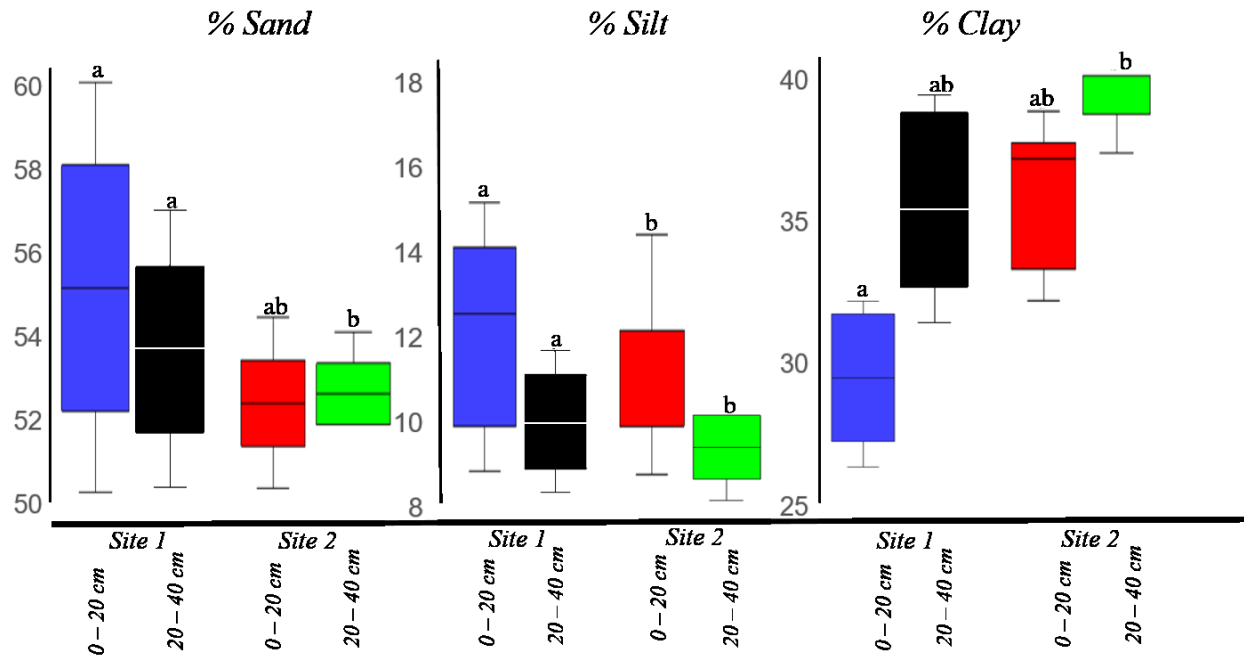 % Sand
% Silt
% Clay
60
58
56
54
52
50
a
a
ab
b
18
16
14
12
10
8
a
a
b
b
40
35
30
25
a
ab
ab
b
Site 1
Site 2
Site 1
Site 2
Site 1
Site 2
0 – 20 cm
20 – 40 cm
0 – 20 cm
20 – 40 cm
0 – 20 cm
20 – 40 cm
0 – 20 cm
20 – 40 cm
0 – 20 cm
20 – 40 cm
0 – 20 cm
20 – 40 cm